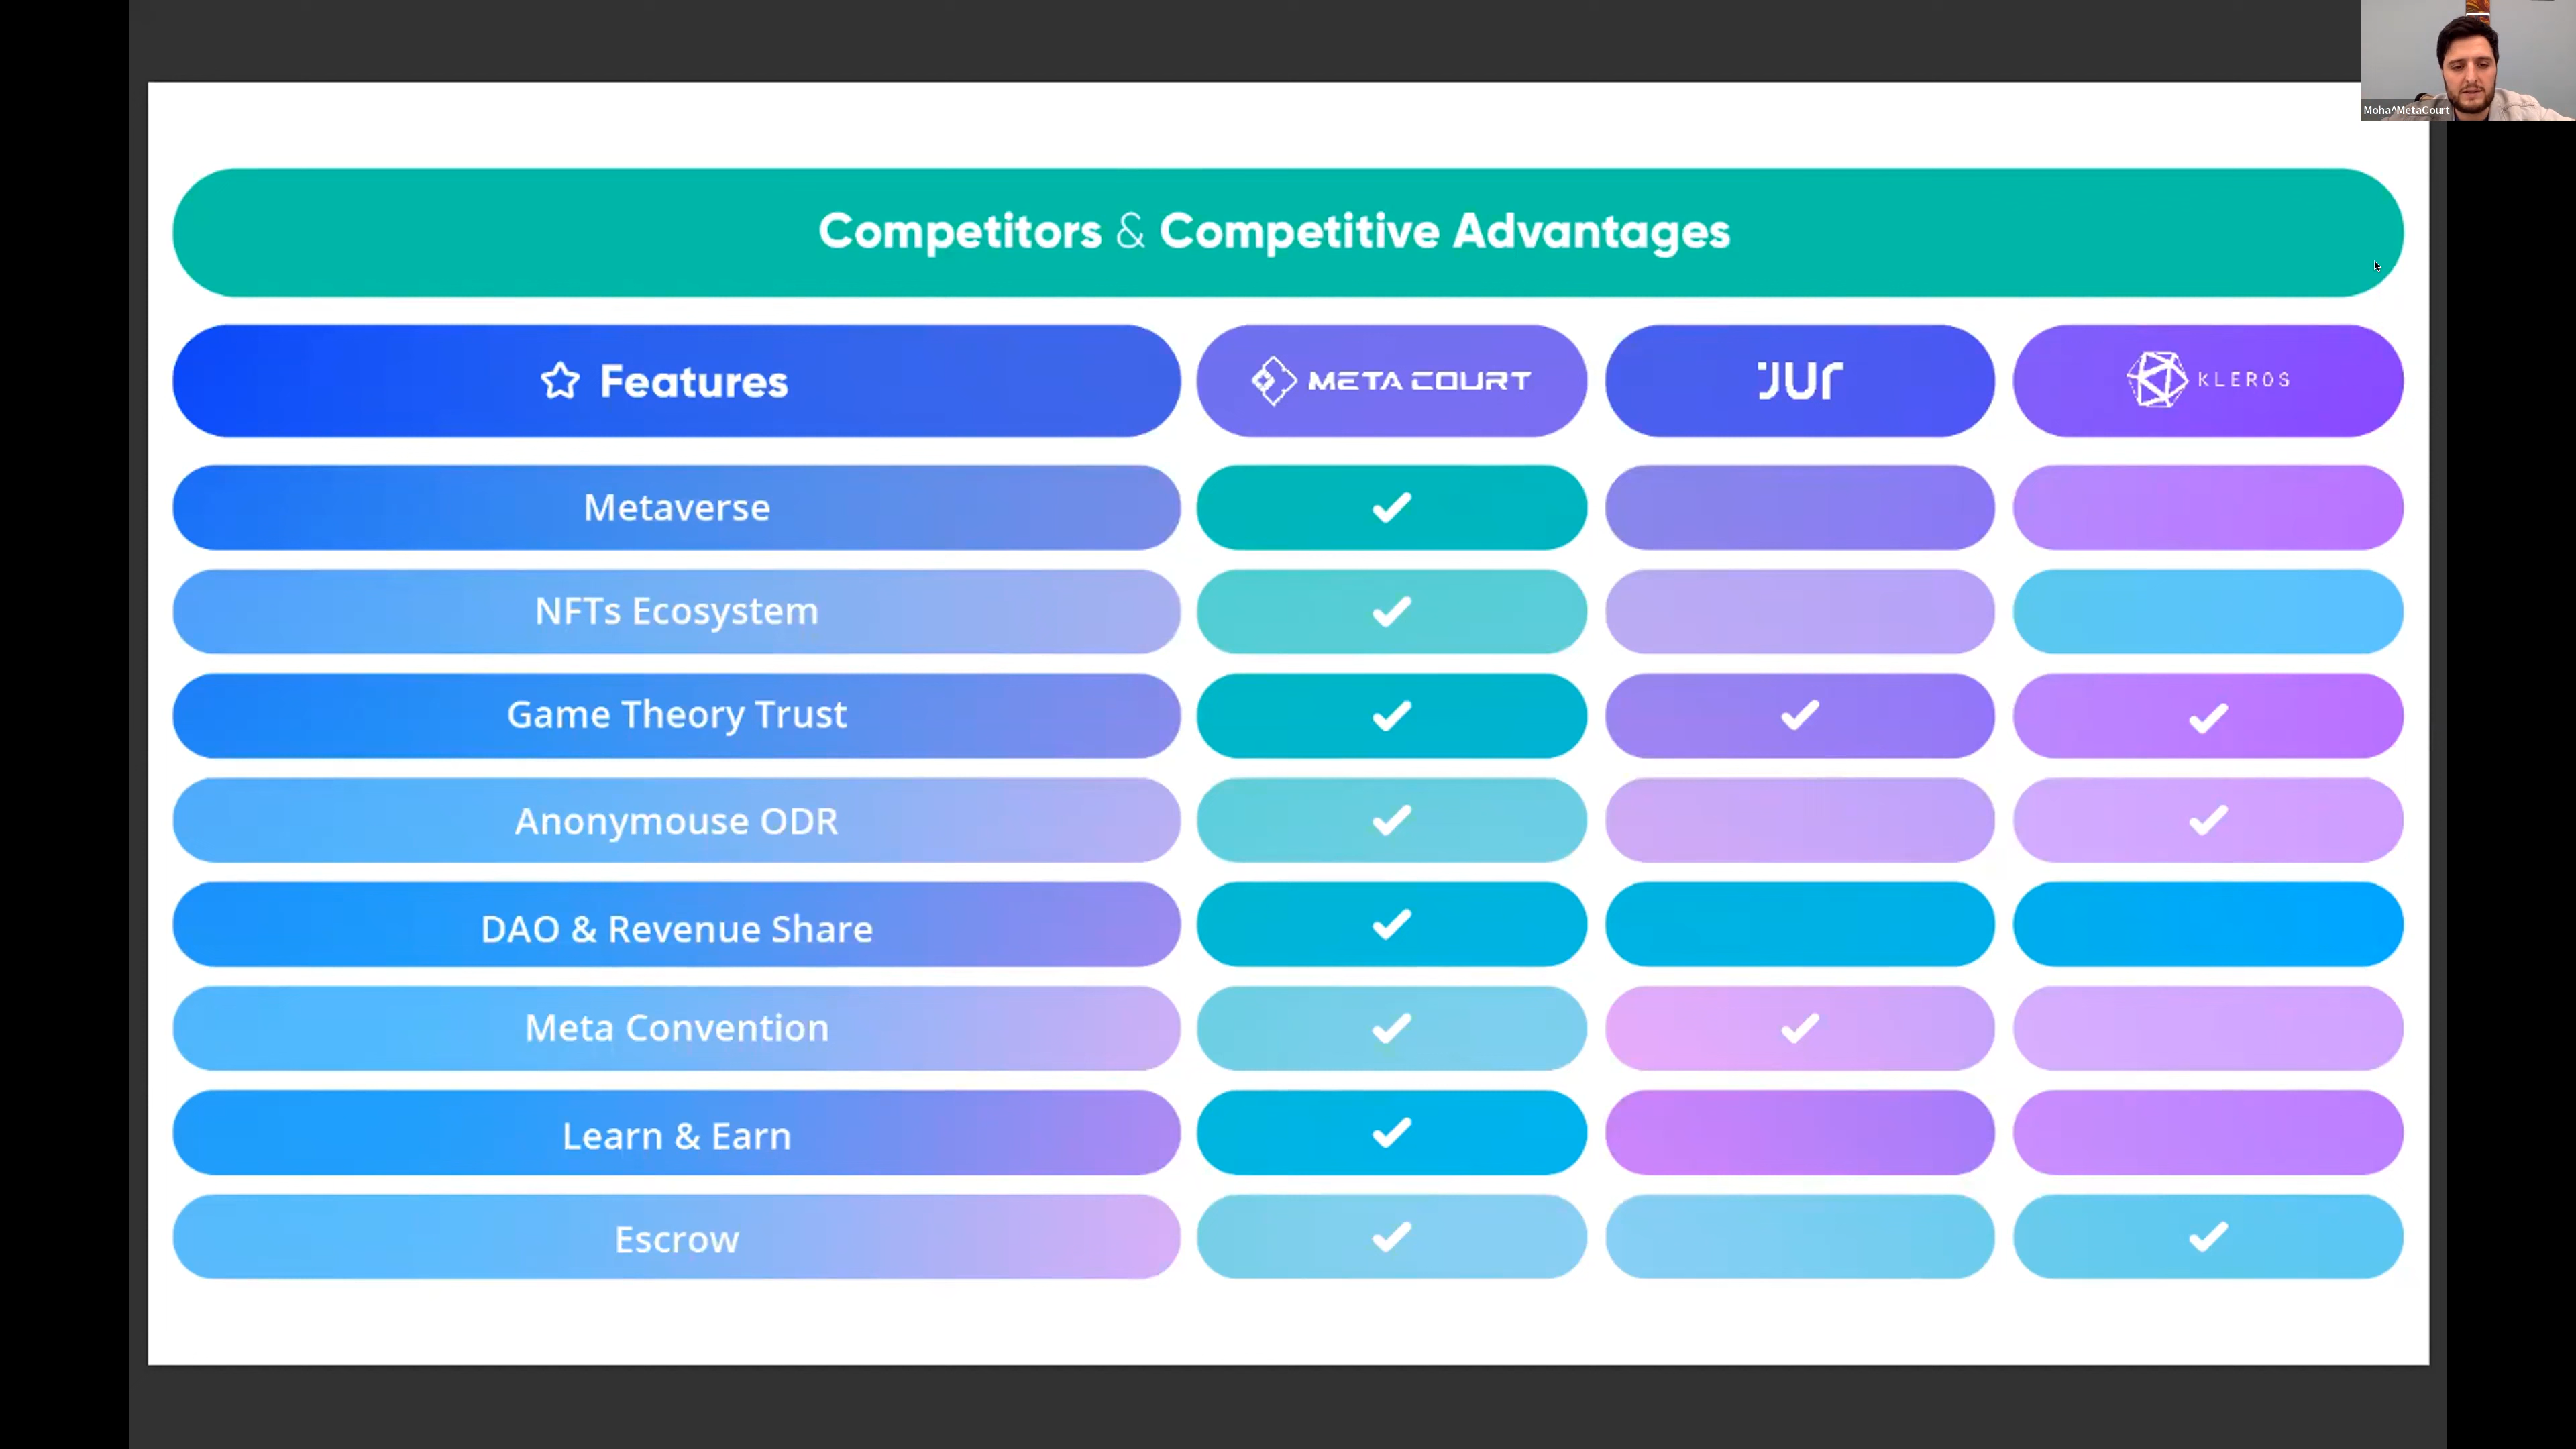 Moha^MetaCourt
Competitors & Competitive Advantages
Features
META COURT
JUR
KLEROS
Metaverse
NFTs Ecosystem
Game Theory Trust
Anonymouse ODR
DAO & Revenue Share
Meta Convention
Learn & Earn
Escrow